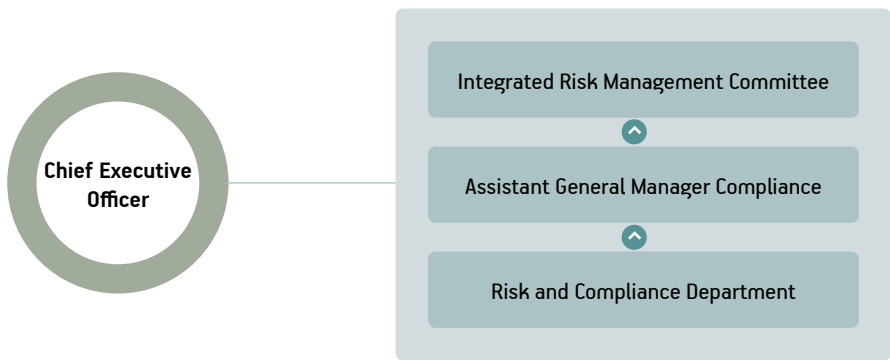 Chief Executive
Officer
Integrated Risk Management Committee
Assistant General Manager Compliance
Risk and Compliance Department